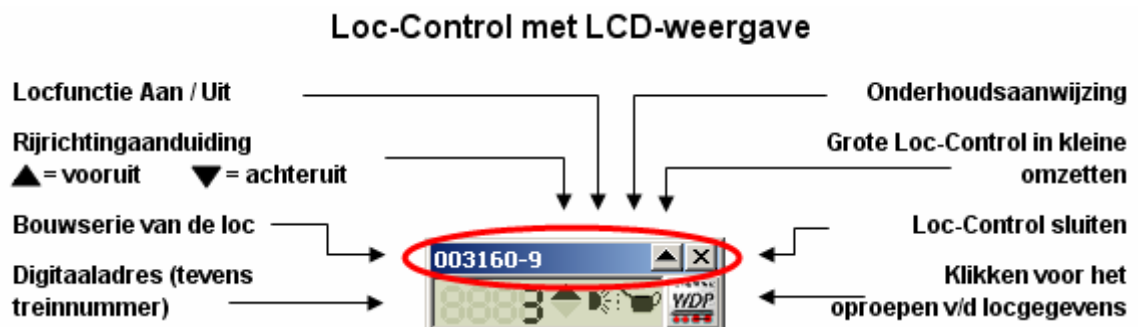 Loc-Control met LCD-weergave
Locfunctie Aan / Uit
Rijrichtingaanduiding
▲= vooruit ▼= achteruit
Bouwserie van de loc
Digitaaladres (tevens
treinnummer)
Onderhoudsaanwijzing
Grote Loc-Control in kleine
omzetten
Loc-Control sluiten
Klikken voor het
oproepen v/d locgegevens
003160-9
3
WDP